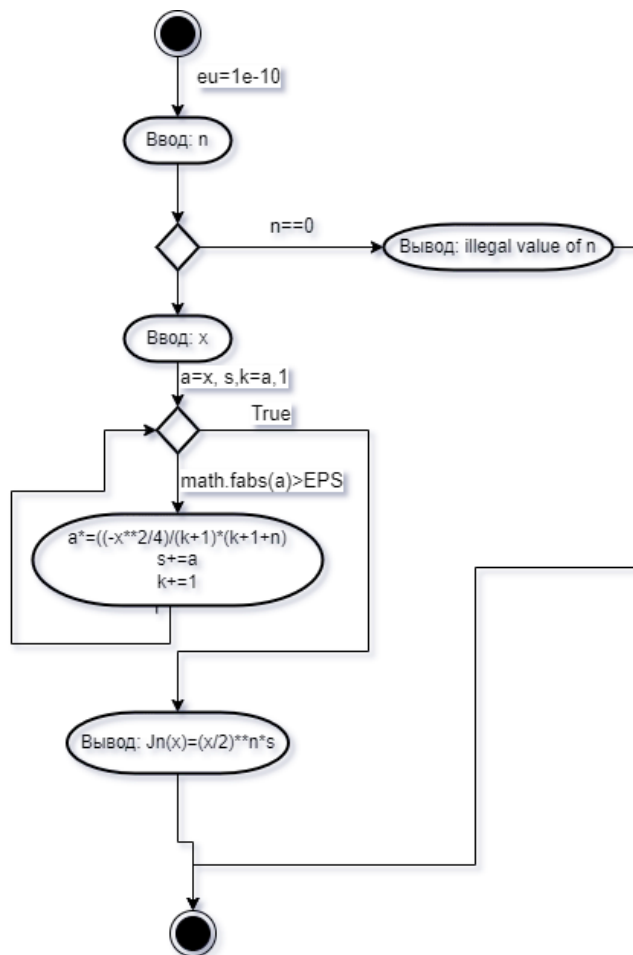 eu=1e-10
Ввод: n
n==0
Вывод: illegal value of n
Ввод: x
a=x, s,k=a,1
True
math.fabs(a)>EPS
a*=((-x**2/4)/(k+1)*(k+1+n)
s+=a
k+=1
Вывод: Jn(x)=(x/2)**n*s